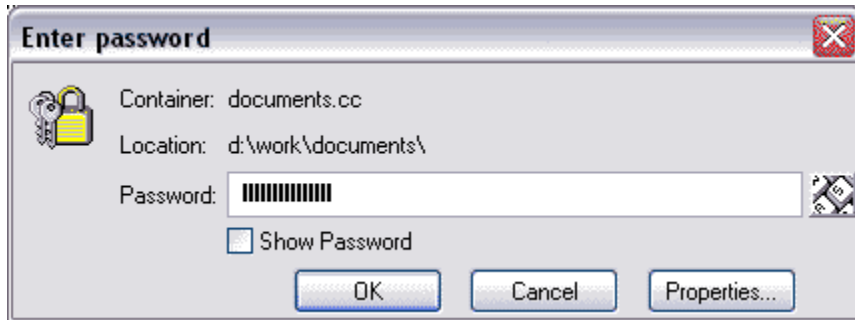 Enter password
Container: documents.cc
Location: d:\work\documents\
Password:
Show Password
OK Cancel Properties...